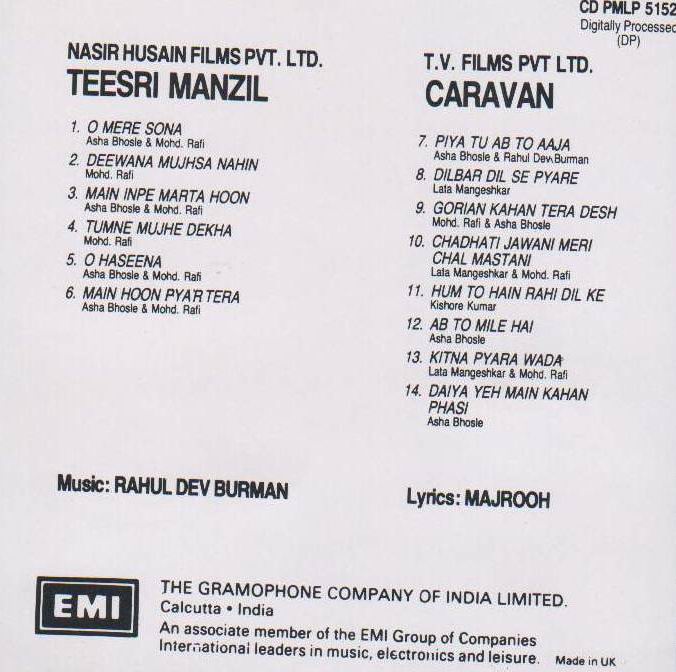 CD PMLP 5152
Digitally Processed
(DP)
NASIR HUSAIN FILMS PVT. LTD.
TEESRI MANZIL
1. O MERE SONA
Asha Bhosle & Mohd. Rafi
2. DEEWANA MUJHSA NAHIN
Mohd. Rafi
3. MAIN INPE MARTA HOON
Asha Bhosle & Mohd. Rafi
4. TUMNE MUJHE DEKHA
Mohd. Rafi
5. O HASEENA
Asha Bhosle & Mohd. Rafi
6. MAIN HOON PYA'R TERA
Asha Bhosle & Mohd. Rafi
T.V. FILMS PVT LTD.
CARAVAN
7. PIYA TU AB TO AAJA
Asha Bhosle & Rahul Dev Burman
8. DILBAR DIL SE PYARE
Lata Mangeshkar
9. GORIAN KAHAN TERA DESH
Mohd. Rafi & Asha Bhosle
10. CHADHATI JAWANI MERI
CHAL MASTANI
Lata Mangeshkar & Mohd. Rafi
11. HUM TO HAIN RAHI DIL KE
Kishore Kumar
12. AB TO MILE HAI
Asha Bhosle
13. KITNA PYARA WADA
Lata Mangeshkar & Mohd. Rafi
14. DAIYA YEH MAIN KAHAN
PHASI
Asha Bhosle
Music: RAHUL DEV BURMAN
Lyrics: MAJROOH
EMI
THE GRAMOPHONE COMPANY OF INDIA LIMITED.
Calcutta • India
An associate member of the EMI Group of Companies
International leaders in music, electronics and leisure.
Made in UK